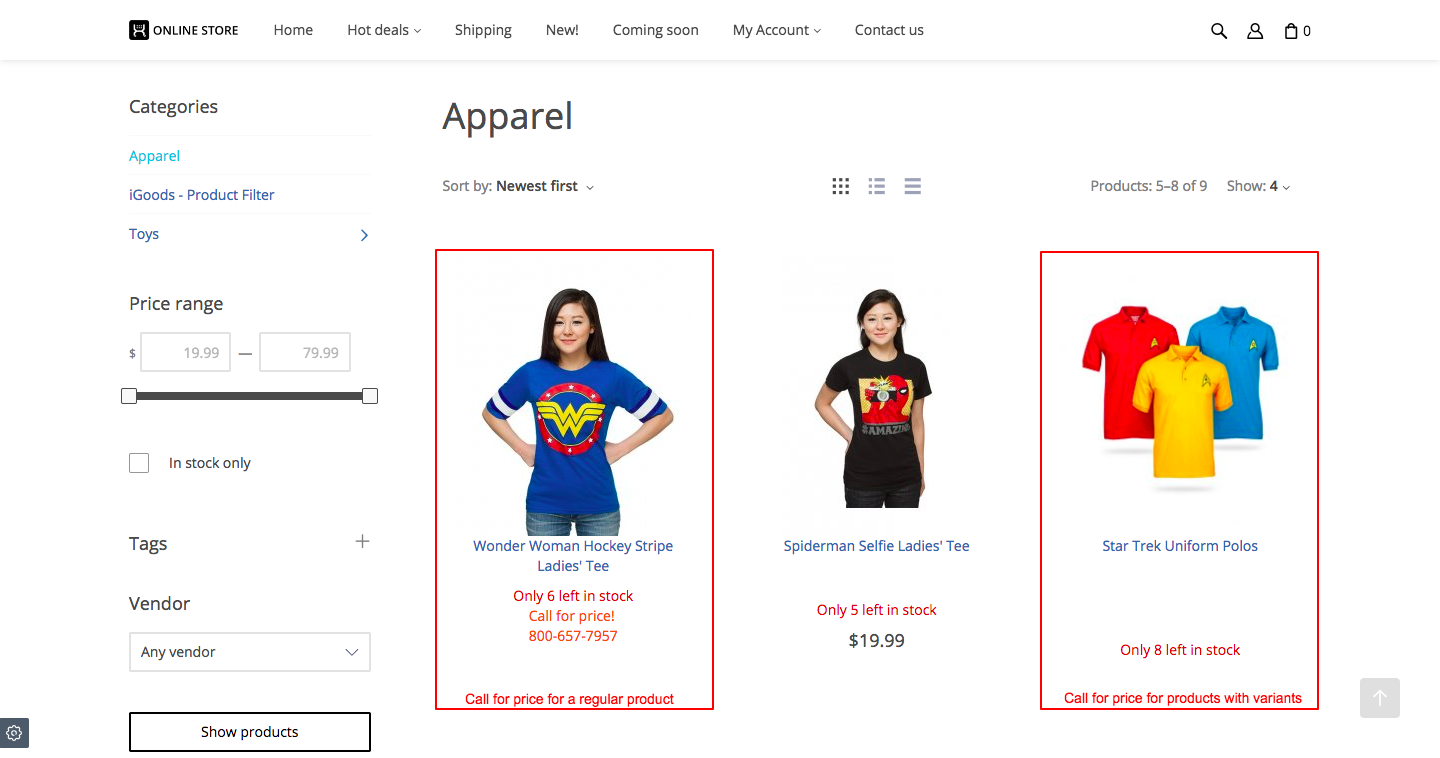 ONLINE STORE Home Hot deals Shipping New! Coming soon My Account Contact us 0
Categories
Apparel
iGoods - Product Filter
Toys
Price range
$ 19.99 — 79.99
In stock only
Tags
Vendor
Any vendor
Show products
Apparel
Sort by: Newest first
Products: 5–8 of 9 Show: 4
Wonder Woman Hockey Stripe
Ladies' Tee
Only 6 left in stock
Call for price!
800-657-7957
Call for price for a regular product
#AMAZING
Spiderman Selfie Ladies' Tee
Only 5 left in stock
$19.99
Star Trek Uniform Polos
Only 8 left in stock
Call for price for products with variants